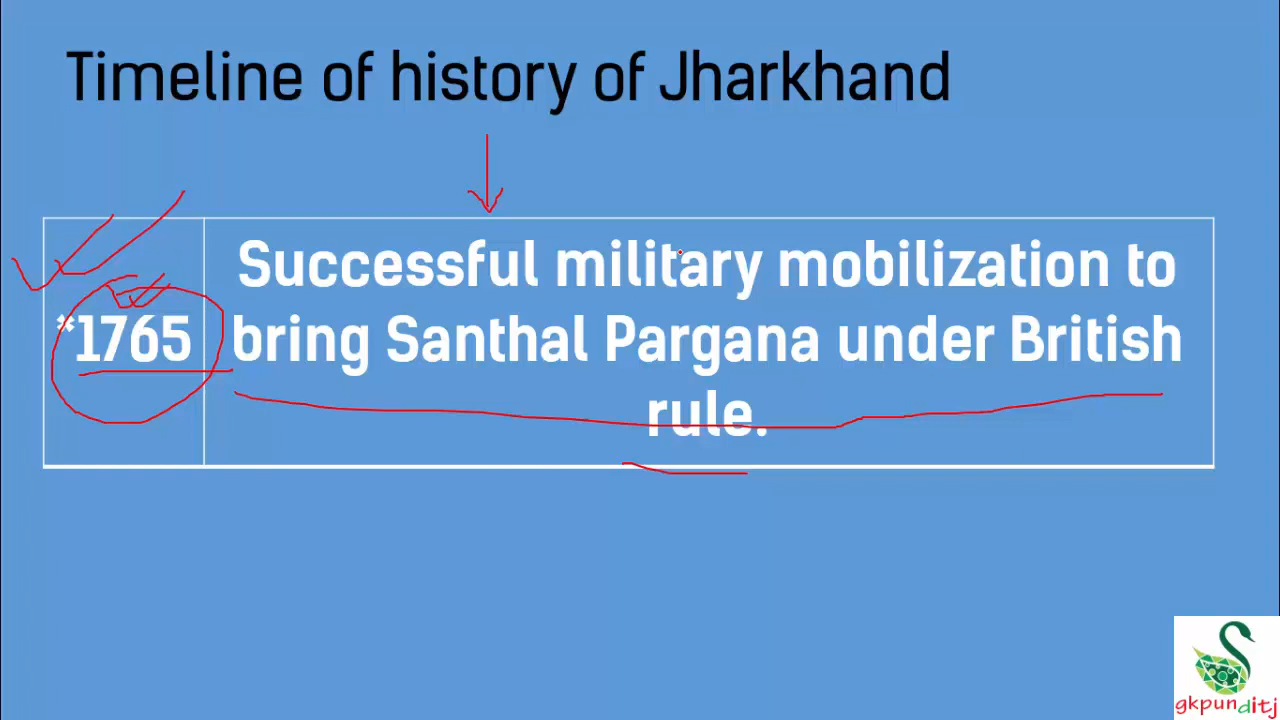 Timeline of history of Jharkhand
Successful military mobilization to
*1765 bring Santhal Pargana under British
rule.
gkpunditj